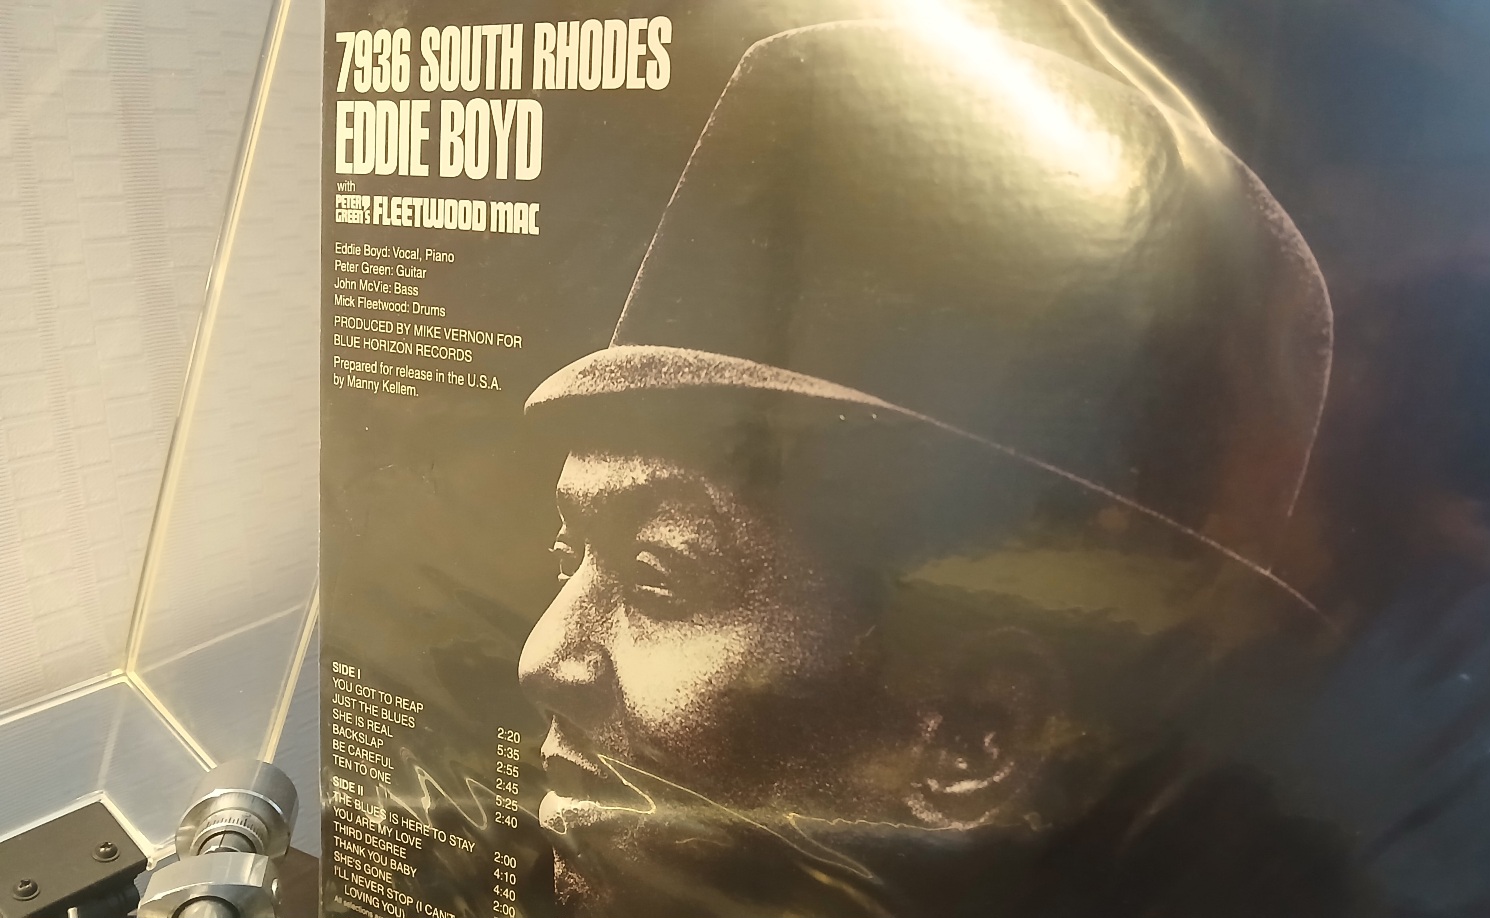 7936 SOUTH RHODES
EDDIE BOYD
with
PETER GREEN'S FLEETWOOD MAC
Eddie Boyd: Vocal, Piano
Peter Green: Guitar
John McVie: Bass
Mick Fleetwood: Drums
PRODUCED BY MIKE VERNON FOR
BLUE HORIZON RECORDS
Prepared for release in the U.S.A.
by Manny Kellem.
SIDE I
YOU GOT TO REAP 2:20
JUST THE BLUES 5:35
SHE IS REAL 2:55
BACKSLAP 2:45
BE CAREFUL 5:25
TEN TO ONE 2:40
SIDE II
THE BLUES IS HERE TO STAY 2:00
YOU ARE MY LOVE 4:10
THIRD DEGREE 4:40
THANK YOU BABY 2:00
SHE'S GONE
I'LL NEVER STOP (I CAN'T
LOVING YOU)
All selections